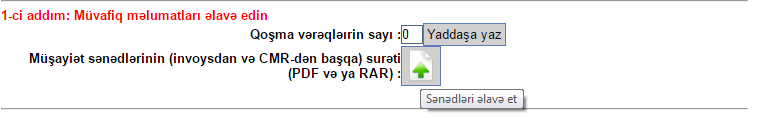 1-ci addım: Müvafiq məlumatları əlavə edin
Qoşma vərəqləirin sayı : 0 Yaddaşa yaz
Müşayiət sənədlərinin (invoysdan və CMR-dən başqa) surəti
(PDF və ya RAR) :
Sənədləri əlavə et